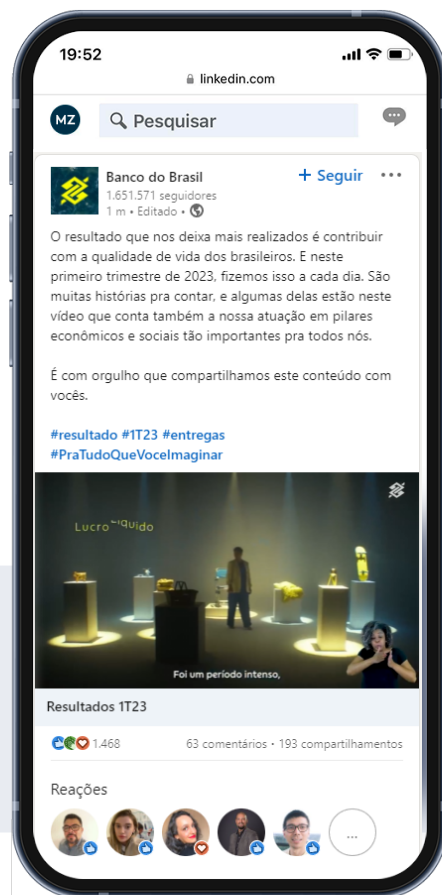 19:52
linkedin.com
MZ
Pesquisar
Banco do Brasil
+ Seguir
1.651.571 seguidores
1 m • Editado •
O resultado que nos deixa mais realizados é contribuir
com a qualidade de vida dos brasileiros. E neste
primeiro trimestre de 2023, fizemos isso a cada dia. São
muitas histórias pra contar, e algumas delas estão neste
vídeo que conta também a nossa atuação em pilares
econômicos e sociais tão importantes pra todos nós.
É com orgulho que compartilhamos este conteúdo com
vocês.
#resultado #1T23 #entregas
#PraTudoQueVoceImaginar
Lucro Líquido
Foi um período intenso,
Resultados 1T23
1.468
63 comentários • 193 compartilhamentos
Reações
...